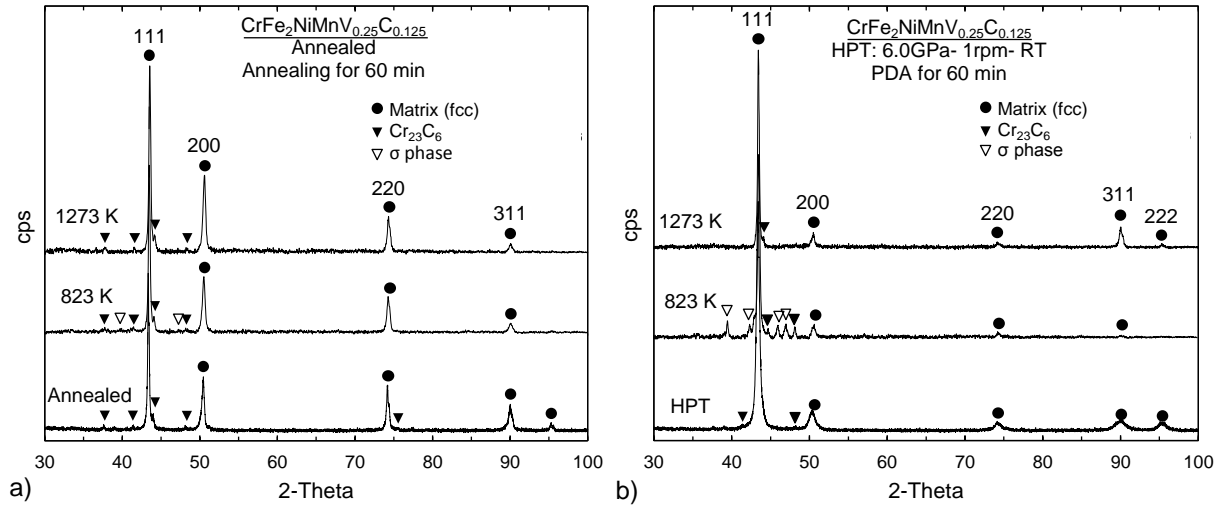 CrFe₂NiMnV₀.₂₅C₀.₁₂₅
Annealed
Annealing for 60 min
111
Matrix (fcc)
Cr₂₃C₆
σ phase
200
220
311
1273 K
823 K
Annealed
cps
30 40 50 60 70 80 90 100
2-Theta
a)
CrFe₂NiMnV₀.₂₅C₀.₁₂₅
HPT: 6.0GPa- 1rpm- RT
PDA for 60 min
111
Matrix (fcc)
Cr₂₃C₆
σ phase
1273 K
200
220
311
222
823 K
HPT
cps
30 40 50 60 70 80 90 100
2-Theta
b)